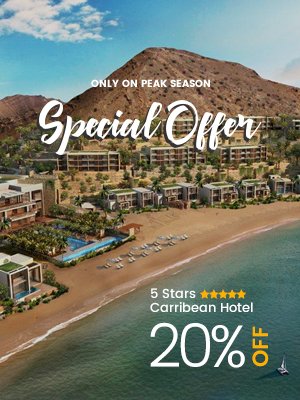 ONLY ON PEAK SEASON
Special Offer
5 Stars
Carribean Hotel
20% OFF